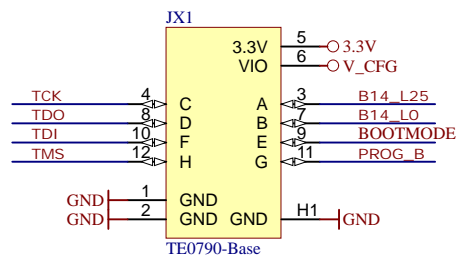 JX1
3.3V 5 3.3V
VIO 6 V_CFG
TCK 4 C A 3 B14_L25
TDO 8 D B 7 B14_L0
TDI 10 F E 9 BOOTMODE
TMS 12 H G 11 PROG_B
GND 1 GND
GND 2 GND GND H1 GND
TE0790-Base